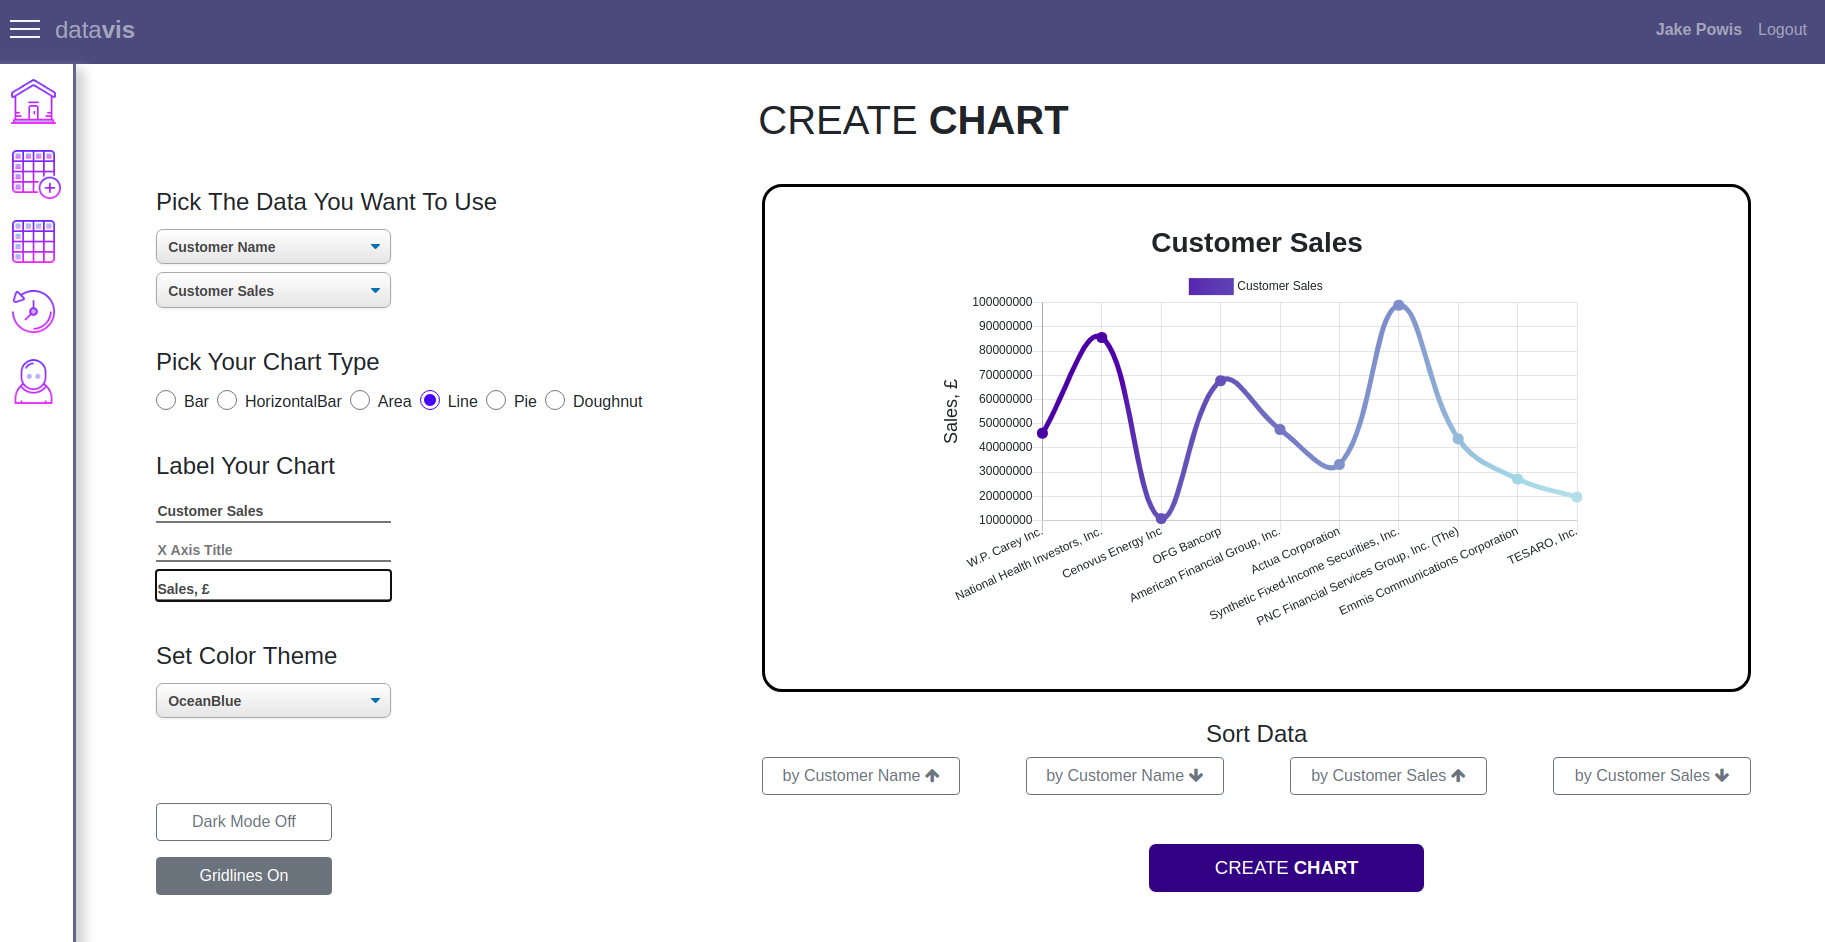 datavis
Jake Powis Logout
CREATE CHART
Pick The Data You Want To Use
Customer Name
Customer Sales
Pick Your Chart Type
Bar HorizontalBar Area Line Pie Doughnut
Label Your Chart
Customer Sales
X Axis Title
Sales, £
Set Color Theme
OceanBlue
Dark Mode Off
Gridlines On
Customer Sales
Customer Sales
Sales, £
100000000
90000000
80000000
70000000
60000000
50000000
40000000
30000000
20000000
10000000
W.P. Carey Inc.
National Health Investors, Inc.
Cenovus Energy Inc
OFG Bancorp
American Financial Group, Inc.
Actua Corporation
Synthetic Fixed-Income Securities, Inc.
PNC Financial Services Group, Inc. (The)
Emmis Communications Corporation
TESARO, Inc.
Sort Data
by Customer Name by Customer Name by Customer Sales by Customer Sales
CREATE CHART